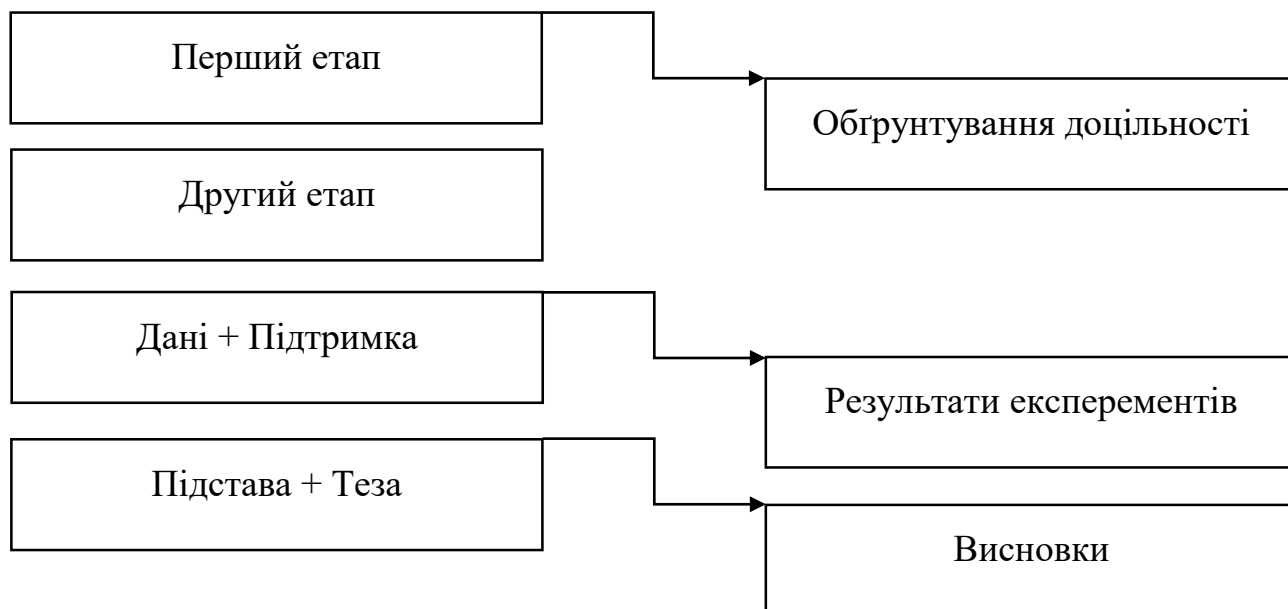 Перший етап
Обґрунтування доцільності
Другий етап
Дані + Підтримка
Результати експерементів
Підстава + Теза
Висновки